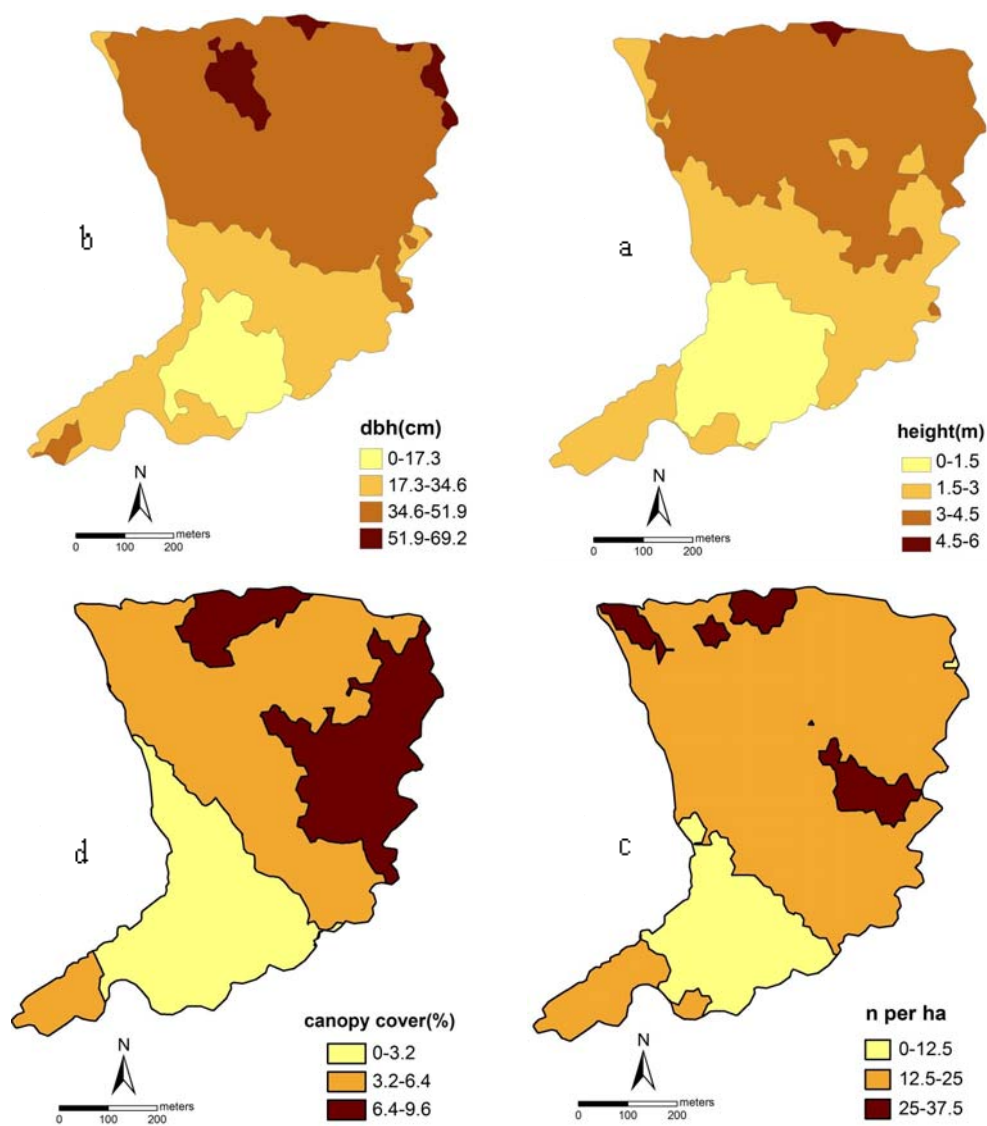 b
dbh(cm)
0-17.3
17.3-34.6
34.6-51.9
51.9-69.2
N
meters
0 100 200
a
height(m)
0-1.5
1.5-3
3-4.5
4.5-6
N
meters
0 100 200
d
canopy cover(%)
0-3.2
3.2-6.4
6.4-9.6
N
meters
0 100 200
c
n per ha
0-12.5
12.5-25
25-37.5
N
meters
0 100 200